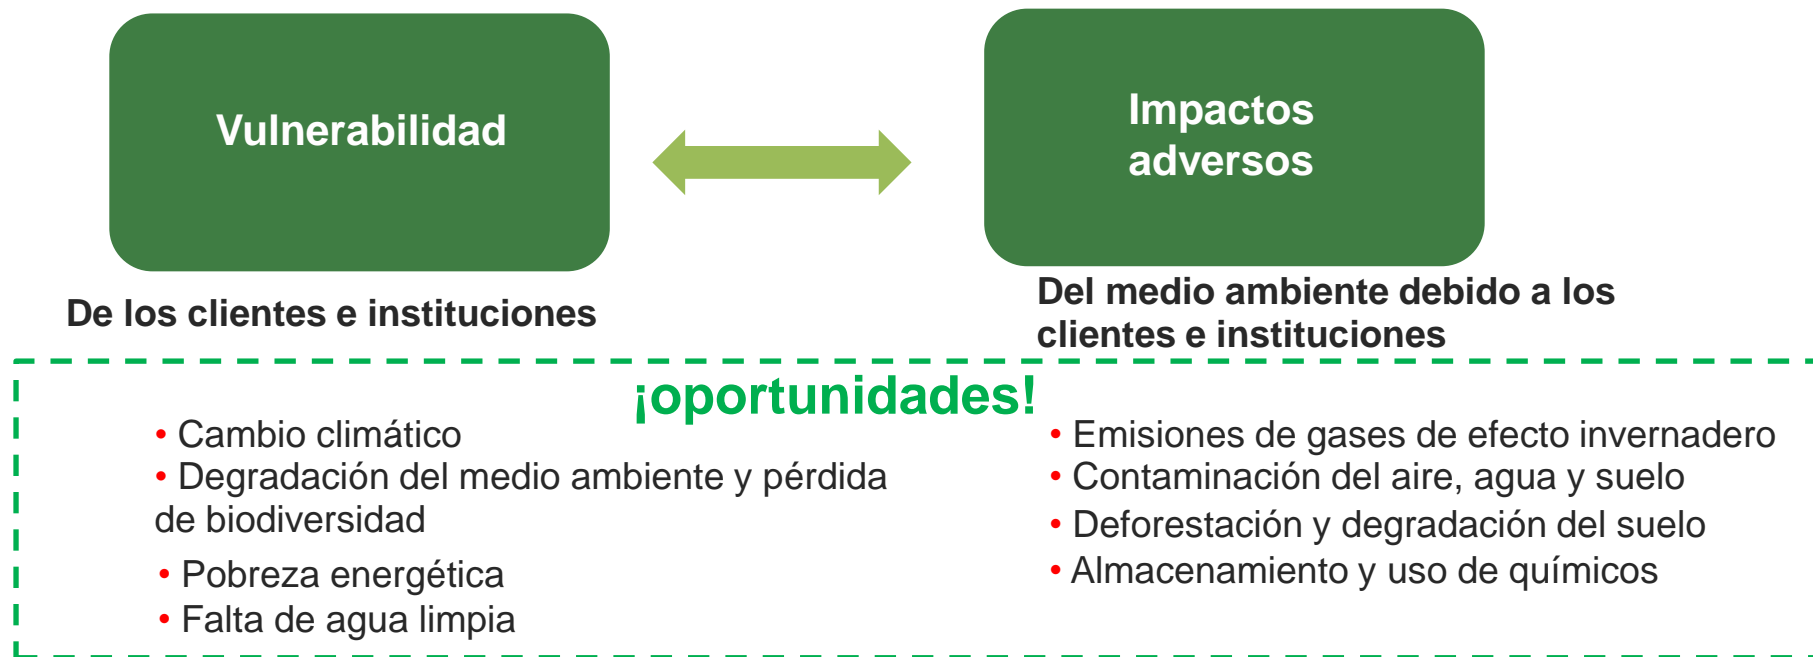 Vulnerabilidad
Impactos
adversos
De los clientes e instituciones
Del medio ambiente debido a los
clientes e instituciones
¡oportunidades!
• Cambio climático
• Degradación del medio ambiente y pérdida
de biodiversidad
• Pobreza energética
• Falta de agua limpia
• Emisiones de gases de efecto invernadero
• Contaminación del aire, agua y suelo
• Deforestación y degradación del suelo
• Almacenamiento y uso de químicos